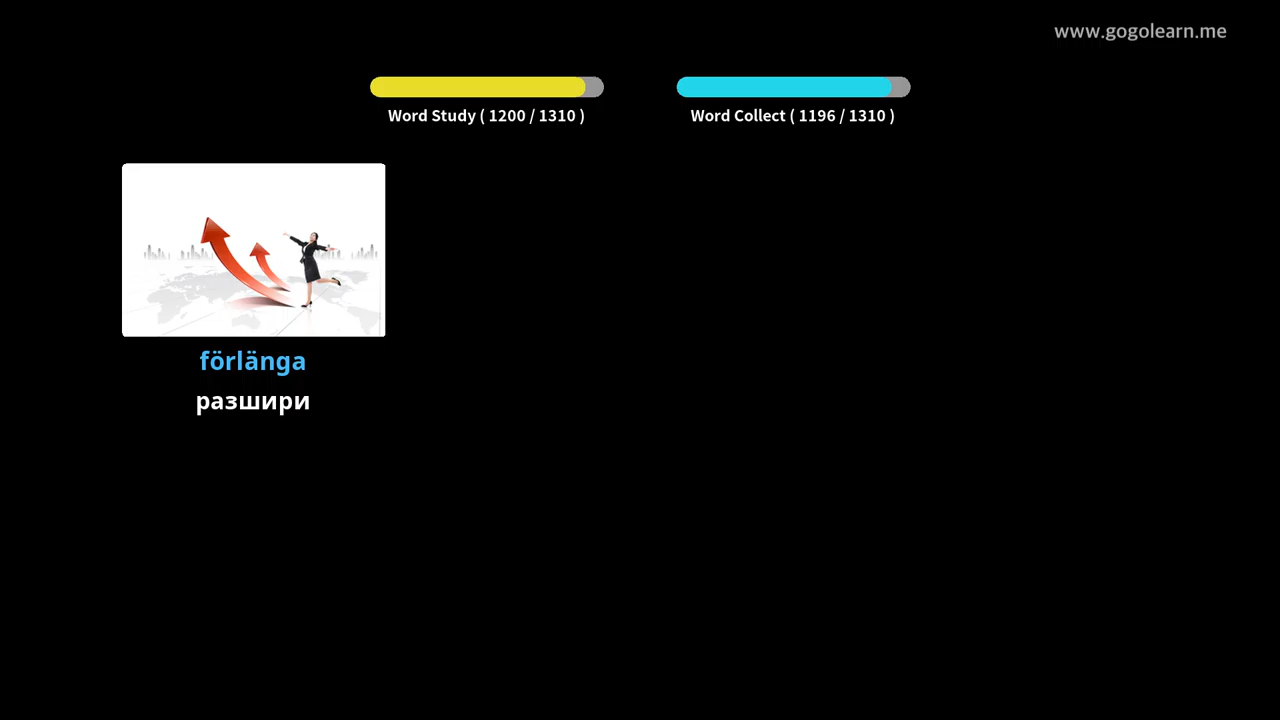 www.gogolearn.me
Word Study ( 1200 / 1310 )
Word Collect ( 1196 / 1310 )
förlänga
разшири